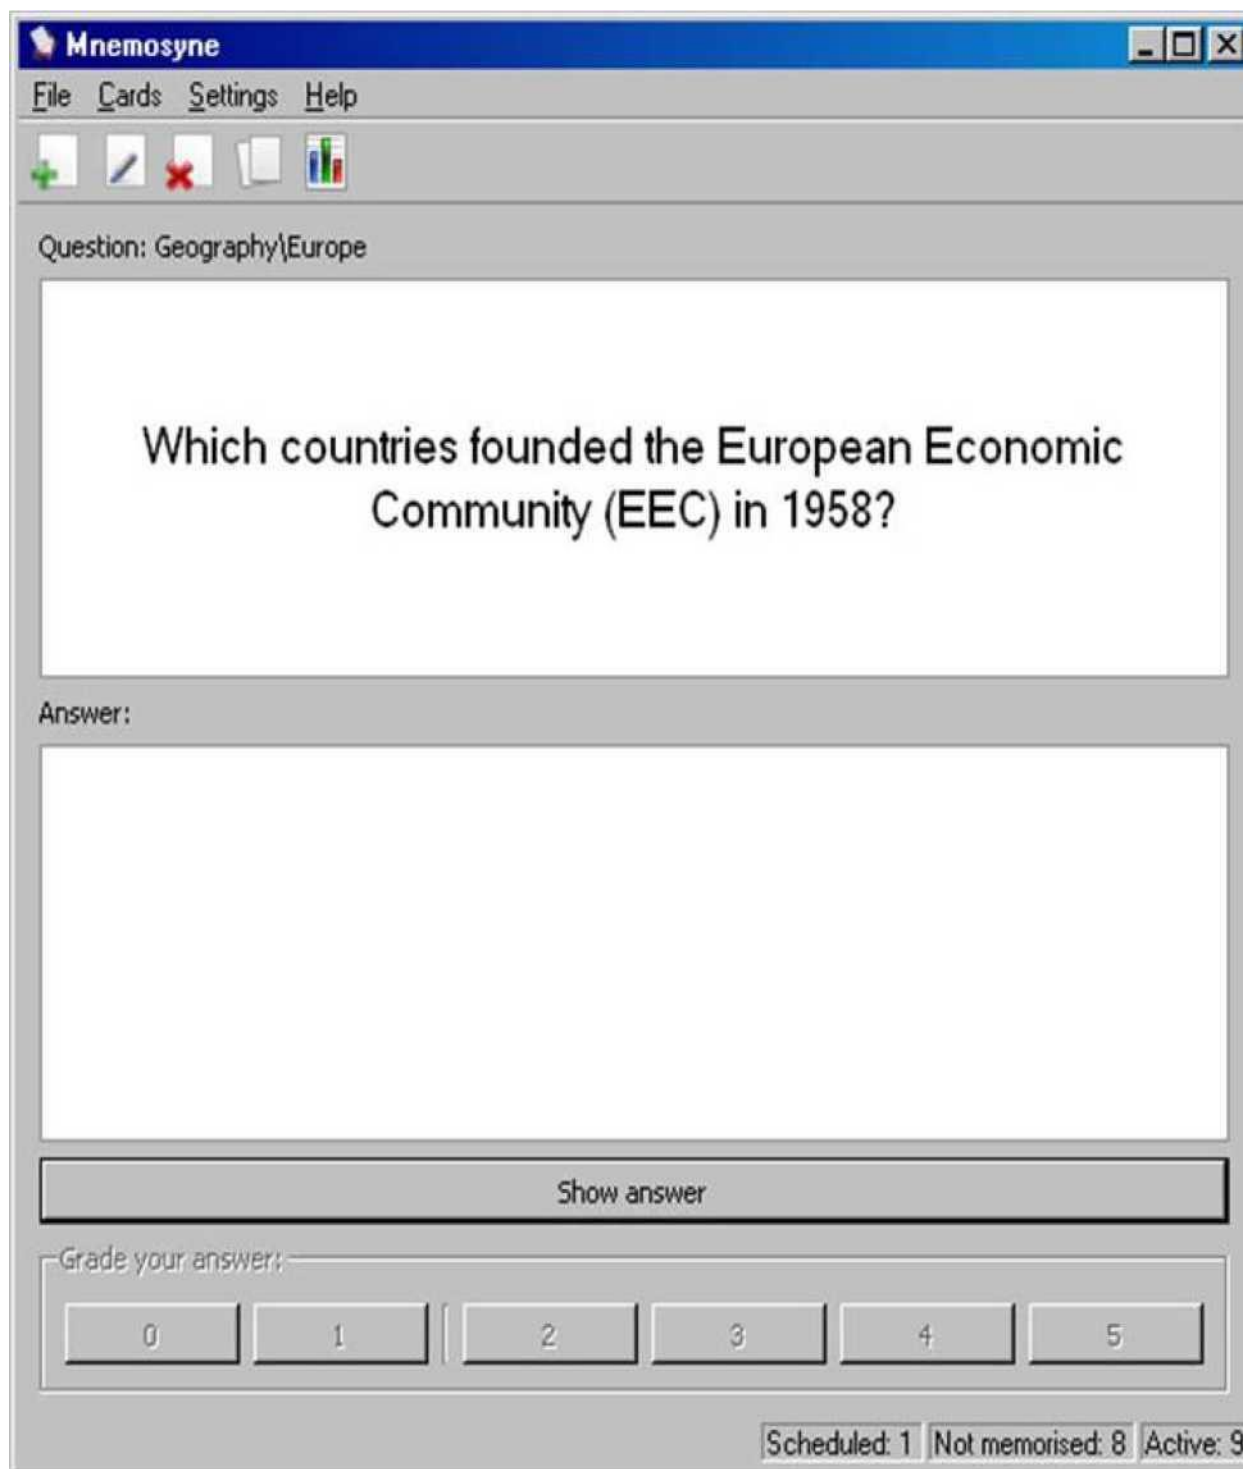 Mnemosyne
File Cards Settings Help
Question: Geography\Europe
Which countries founded the European Economic
Community (EEC) in 1958?
Answer:
Show answer
Grade your answer:
0 1 2 3 4 5
Scheduled: 1 Not memorised: 8 Active: 9